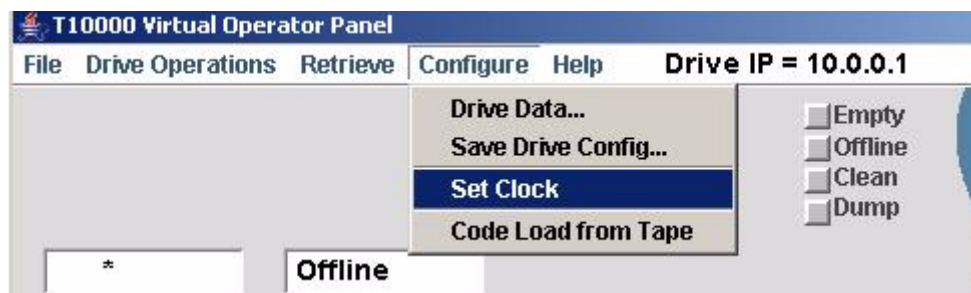 T10000 Virtual Operator Panel
File Drive Operations Retrieve Configure Help Drive IP = 10.0.0.1
Drive Data...
Save Drive Config...
Set Clock
Code Load from Tape
Empty
Offline
Clean
Dump
* Offline